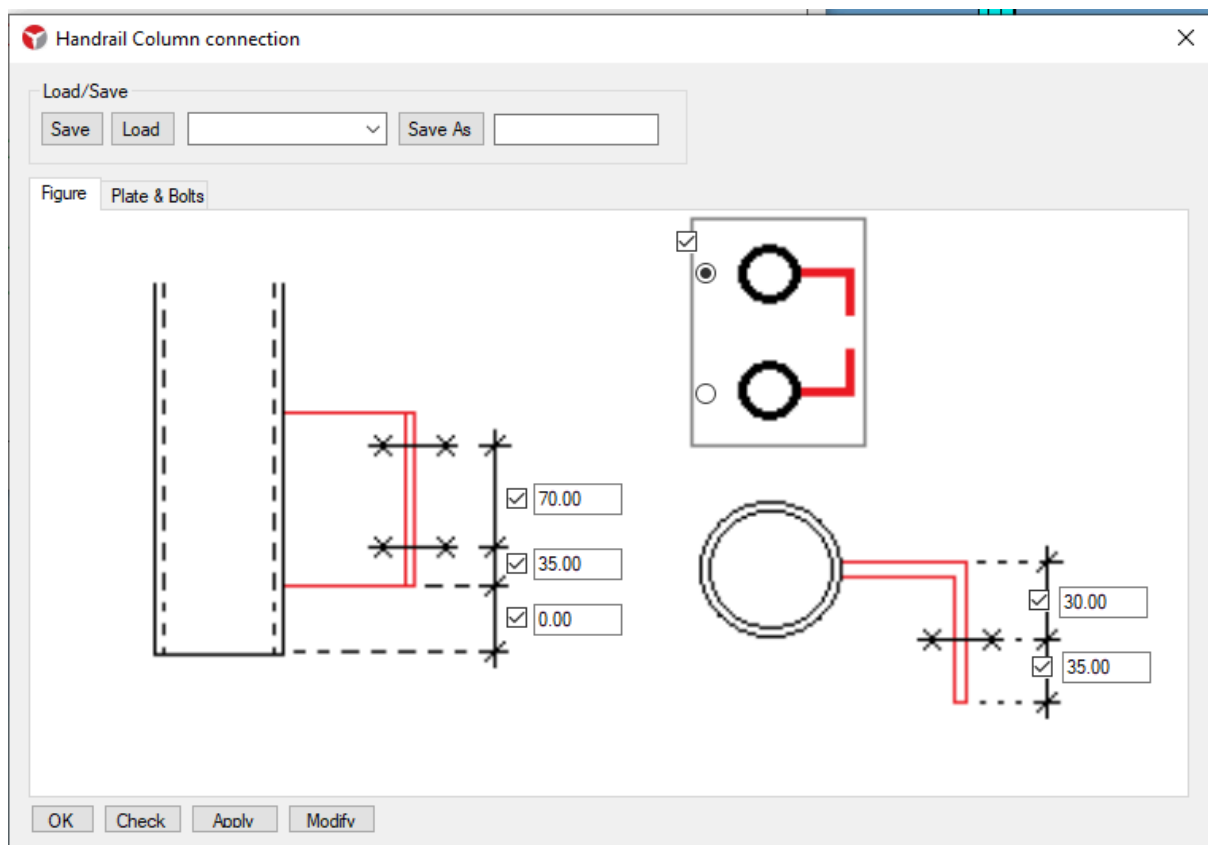 Handrail Column connection
Load/Save
Save Load Save As
Figure Plate & Bolts
70.00
35.00
0.00
30.00
35.00
OK Check Apply Modify